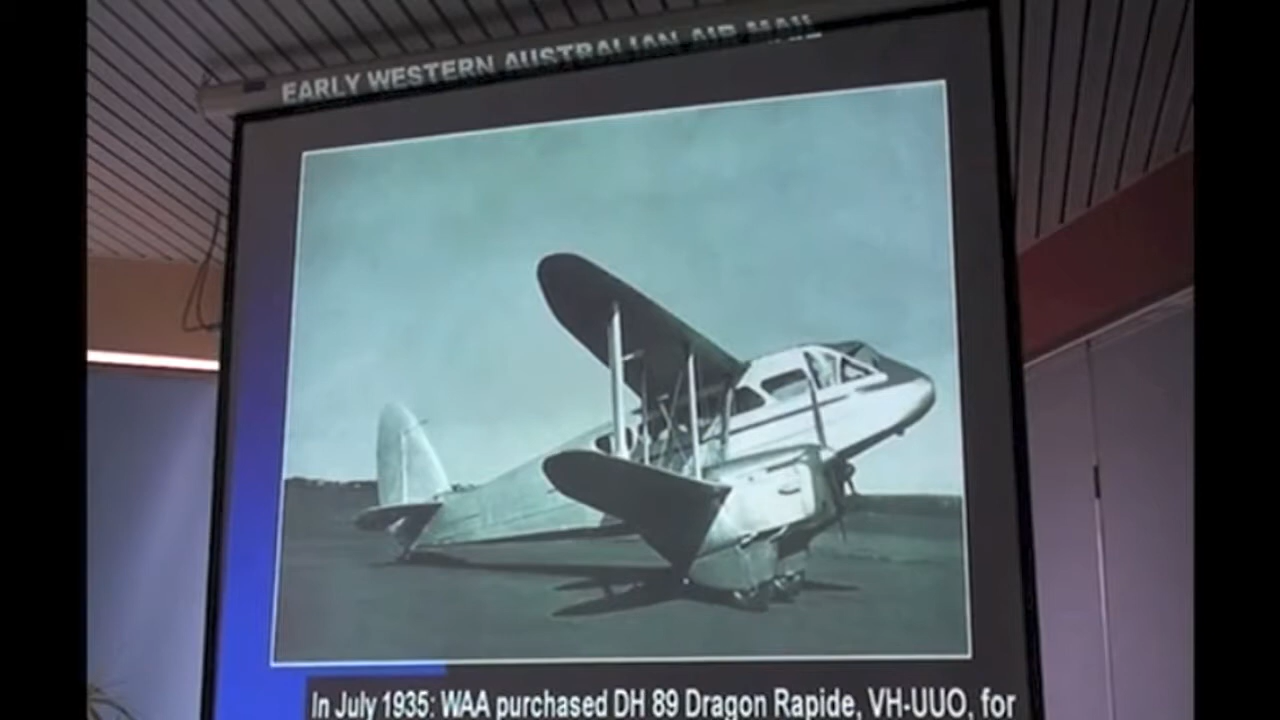 EARLY WESTERN AUSTRALIAN AIR MAIL
In July 1935: WAA purchased DH 89 Dragon Rapide, VH-UUO, for